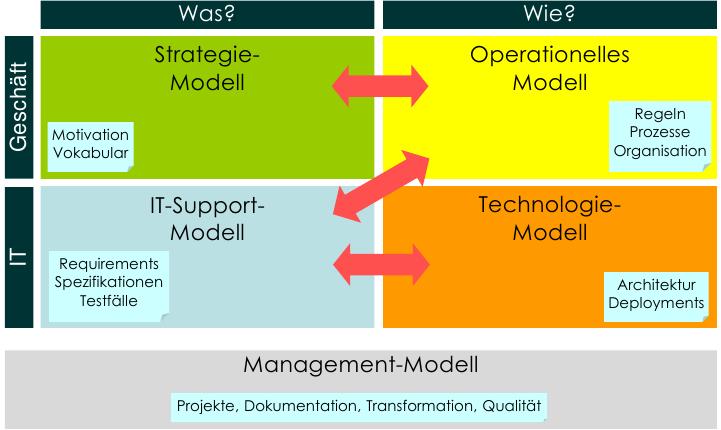 Was?
Wie?
Geschäft
Strategie-
Modell
Motivation
Vokabular
Operationelles
Modell
Regeln
Prozesse
Organisation
IT
IT-Support-
Modell
Requirements
Spezifikationen
Testfälle
Technologie-
Modell
Architektur
Deployments
Management-Modell
Projekte, Dokumentation, Transformation, Qualität